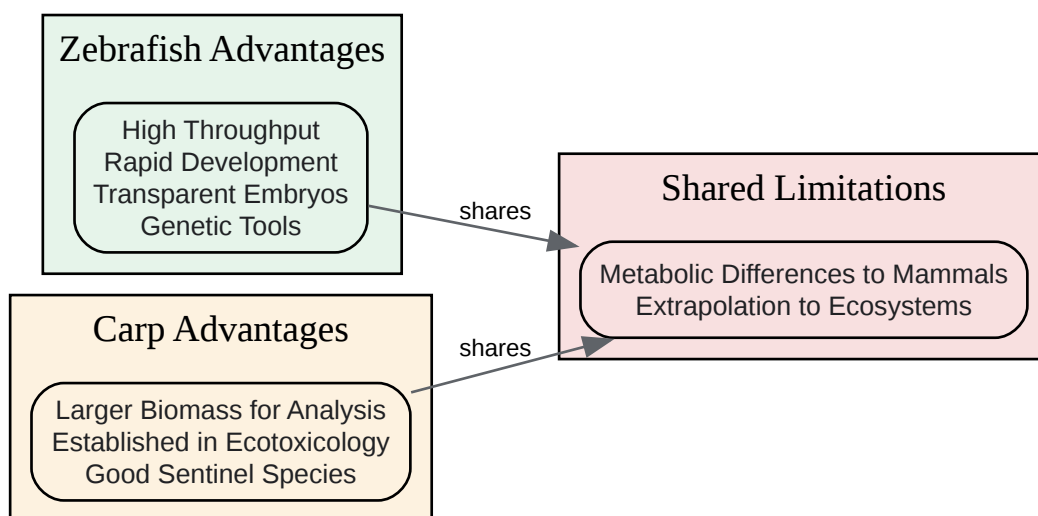 Zebrafish Advantages
High Throughput
Rapid Development
Transparent Embryos
Genetic Tools
shares
Shared Limitations
Metabolic Differences to Mammals
Extrapolation to Ecosystems
Carp Advantages
Larger Biomass for Analysis
Established in Ecotoxicology
Good Sentinel Species
shares